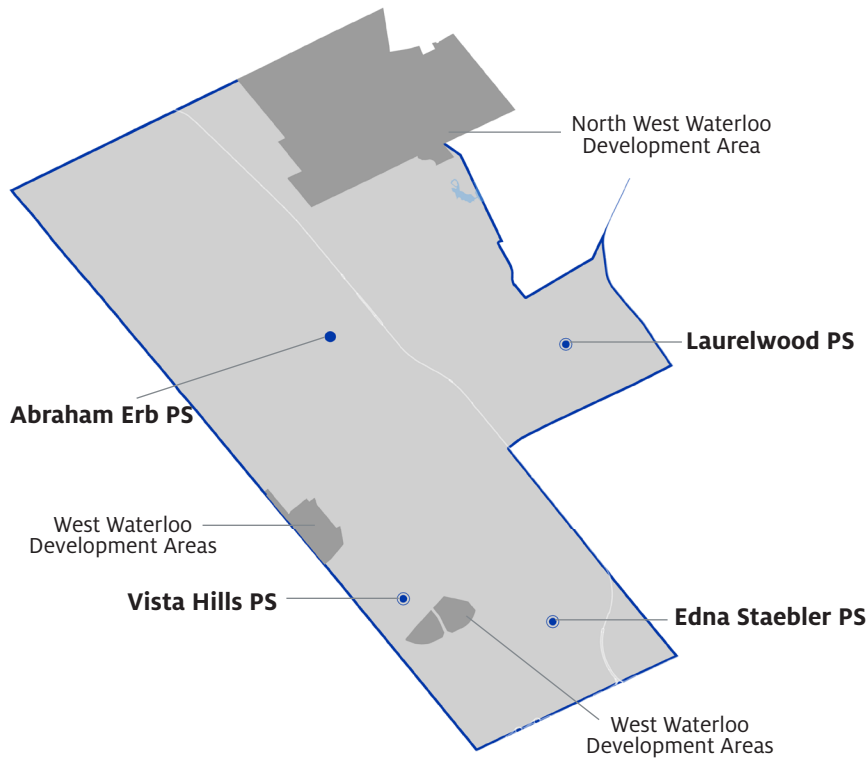 North West Waterloo
Development Area
Laurelwood PS
Abraham Erb PS
West Waterloo
Development Areas
Vista Hills PS
Edna Staebler PS
West Waterloo
Development Areas